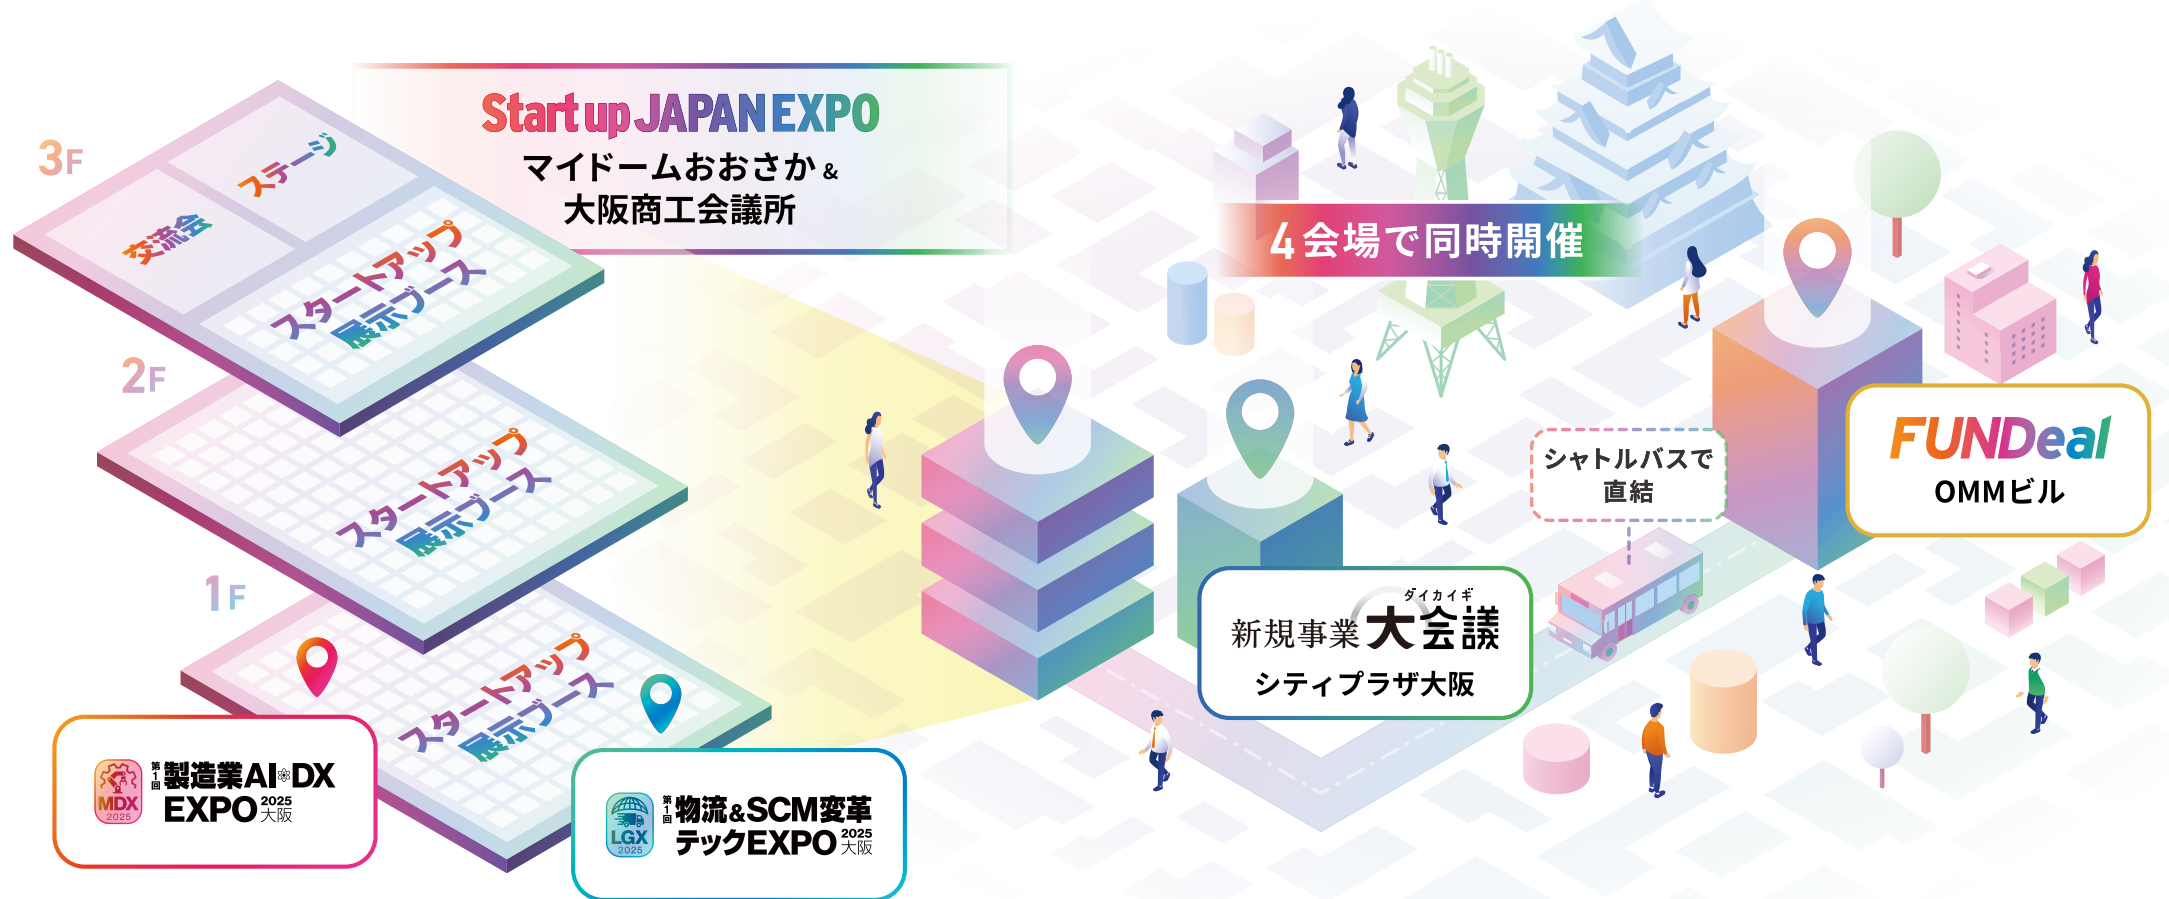 Startup JAPAN EXPO
マイドームおおさか &
大阪商工会議所
3F
ステージ
交流会
スタートアップ
展示ブース
2F
スタートアップ
展示ブース
1F
スタートアップ
展示ブース
MDX
2025
第1回
製造業AI DX
EXPO 2025 大阪
LGX
2025
第1回
物流&SCM変革
テックEXPO 2025 大阪
4会場で同時開催
ダイカイギ
新規事業 大会議
シティプラザ大阪
シャトルバスで
直結
FUNDeal
OMMビル